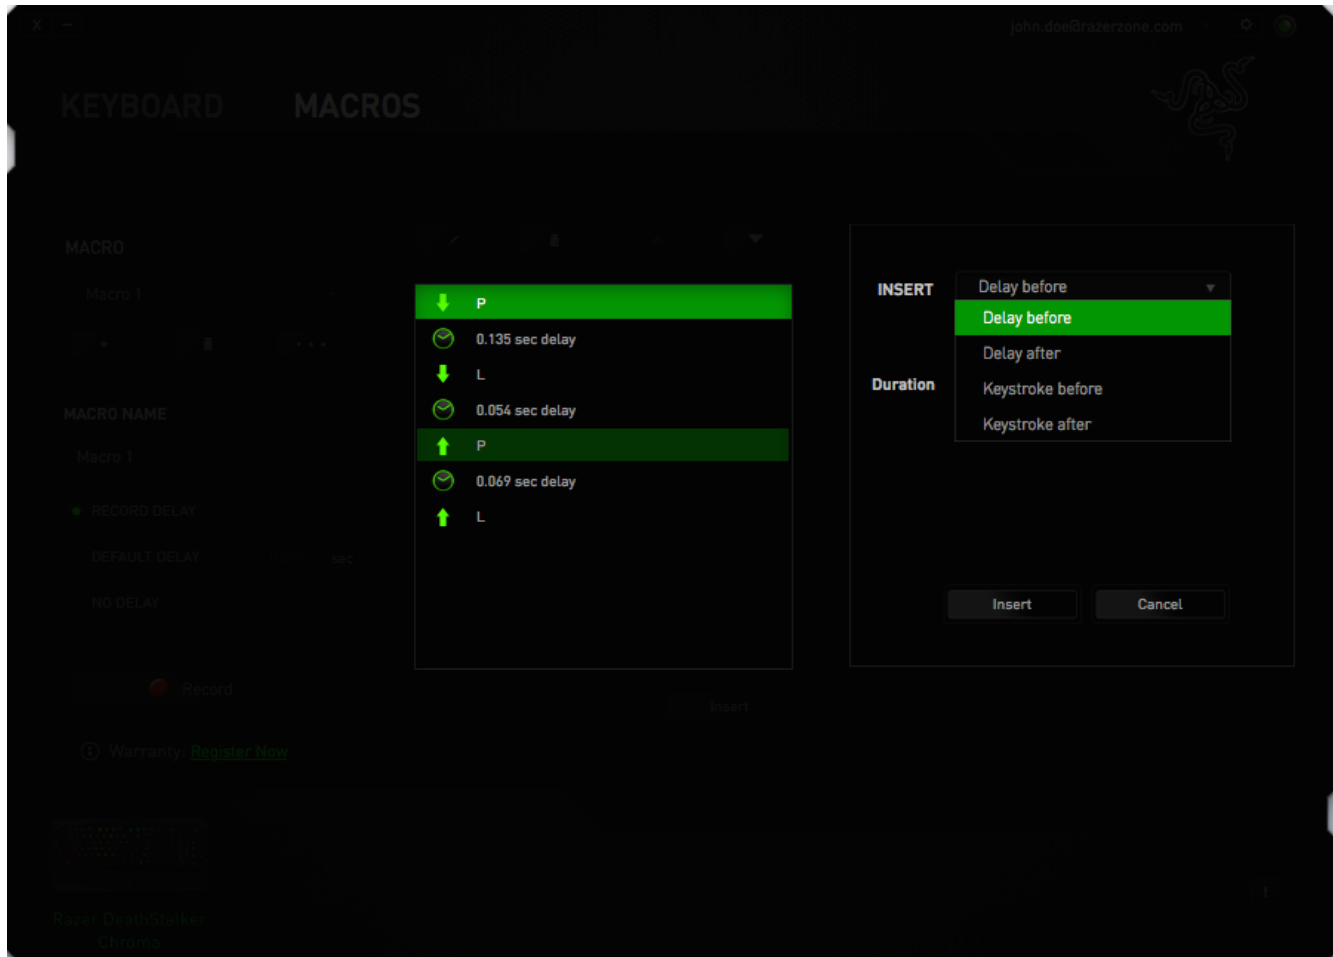 X –
john.doe@razerzone.com
KEYBOARD MACROS
MACRO
Macro 1
MACRO NAME
Macro 1
RECORD DELAY
DEFAULT DELAY
sec
NO DELAY
Record
Warranty: Register Now
Razer DeathStalker
Chroma
P
0.135 sec delay
L
0.054 sec delay
P
0.069 sec delay
L
Insert
INSERT Delay before
Delay before
Delay after
Duration
Keystroke before
Keystroke after
Insert Cancel
!